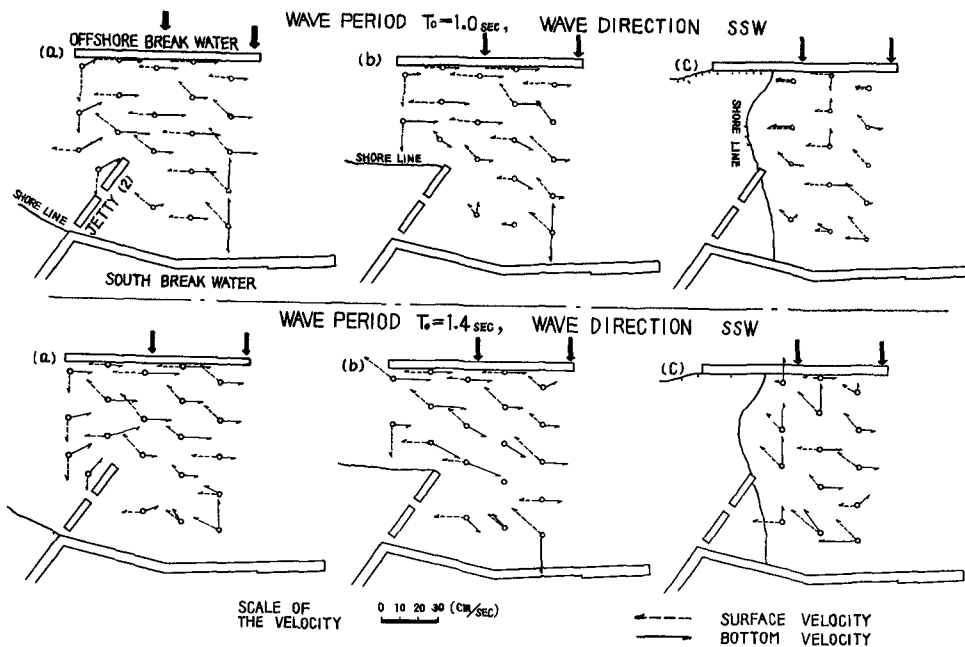 WAVE PERIOD To=1.0 SEC, WAVE DIRECTION SSW
(a)
OFFSHORE BREAK WATER
(b)
(C)
SHORE LINE
SHORE LINE
JETTY (2)
SHORE LINE
SOUTH BREAK WATER
WAVE PERIOD To=1.4 SEC, WAVE DIRECTION SSW
(a)
(b)
(C)
SCALE OF
THE VELOCITY
0 10 20 30 (CM/SEC)
SURFACE VELOCITY
BOTTOM VELOCITY